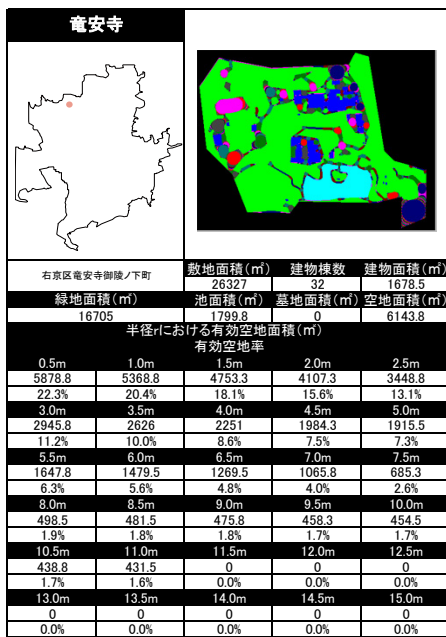 竜安寺
右京区竜安寺御陵ノ下町
敷地面積(㎡) 建物棟数 建物面積(㎡)
26327 32 1678.5
緑地面積(㎡) 池面積(㎡) 墓地面積(㎡) 空地面積(㎡)
16705 1799.8 0 6143.8
半径rにおける有効空地面積(㎡)
有効空地率
0.5m 1.0m 1.5m 2.0m 2.5m
5878.8 5368.8 4753.3 4107.3 3448.8
22.3% 20.4% 18.1% 15.6% 13.1%
3.0m 3.5m 4.0m 4.5m 5.0m
2945.8 2626 2251 1984.3 1915.5
11.2% 10.0% 8.6% 7.5% 7.3%
5.5m 6.0m 6.5m 7.0m 7.5m
1647.8 1479.5 1269.5 1065.8 685.3
6.3% 5.6% 4.8% 4.0% 2.6%
8.0m 8.5m 9.0m 9.5m 10.0m
498.5 481.5 475.8 458.3 454.5
1.9% 1.8% 1.8% 1.7% 1.7%
10.5m 11.0m 11.5m 12.0m 12.5m
438.8 431.5 0 0 0
1.7% 1.6% 0.0% 0.0% 0.0%
13.0m 13.5m 14.0m 14.5m 15.0m
0 0 0 0 0
0.0% 0.0% 0.0% 0.0% 0.0%